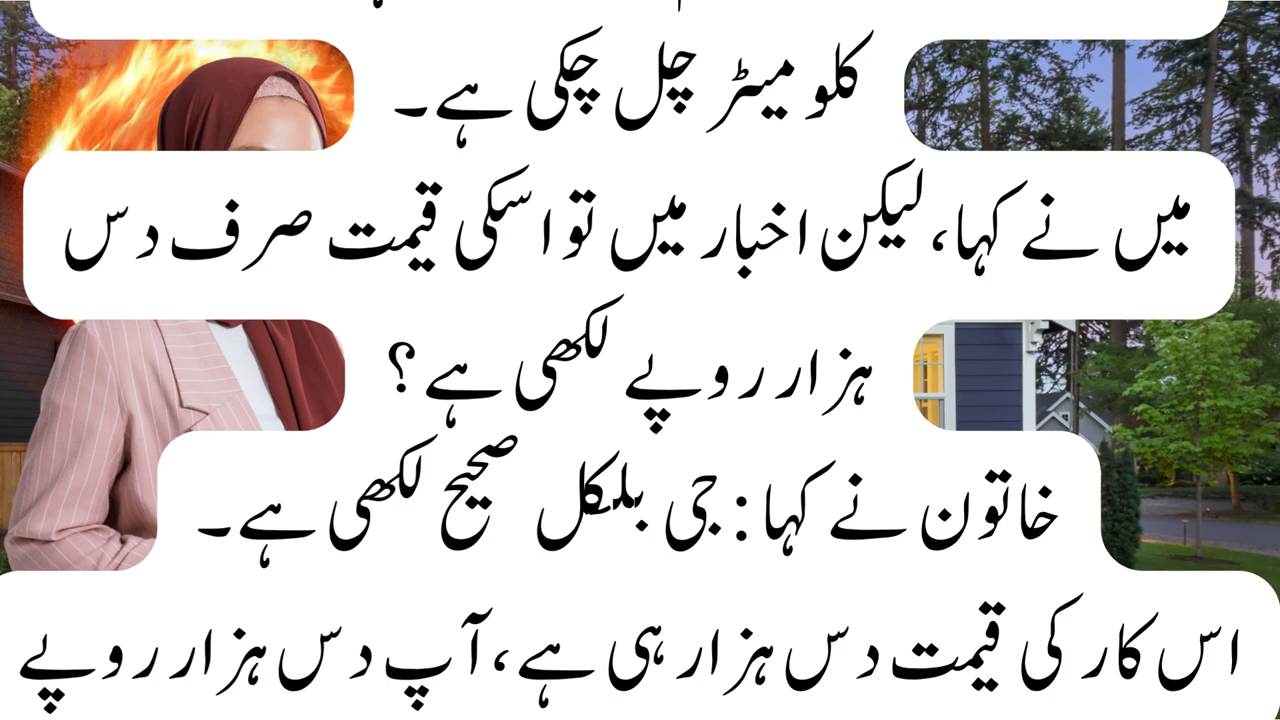 کلو میٹر چل چکی ہے۔
میں نے کہا، لیکن اخبار میں تو اسکی قیمت صرف دس
ہزار روپے لکھی ہے؟
خاتون نے کہا: جی بلکل صحیح لکھی ہے۔
اس کار کی قیمت دس ہزار ہی ہے، آپ دس ہزار روپے